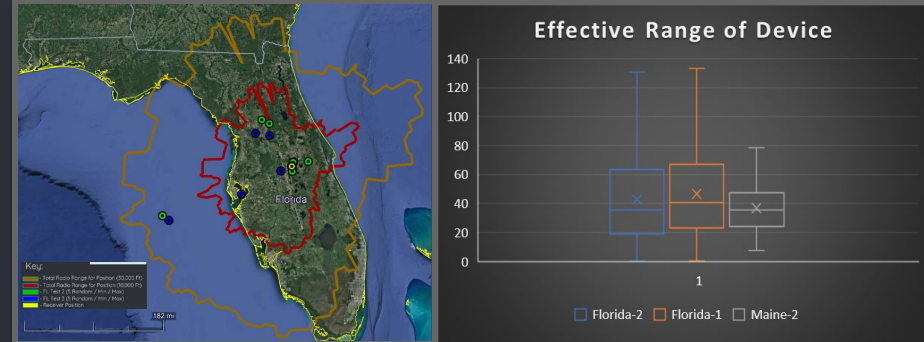 Florida
Key:
- Total Radio Range for Position (50,000 Ft)
- Total Radio Range for Position (10,000 Ft)
- FL Test 2 (5 Random / Min / Max)
- FL Test 3 (5 Random / Min / Max)
- Receiver Position
182 mi
Effective Range of Device
140
120
100
80
60
40
20
0
1
Florida-2 Florida-1 Maine-2